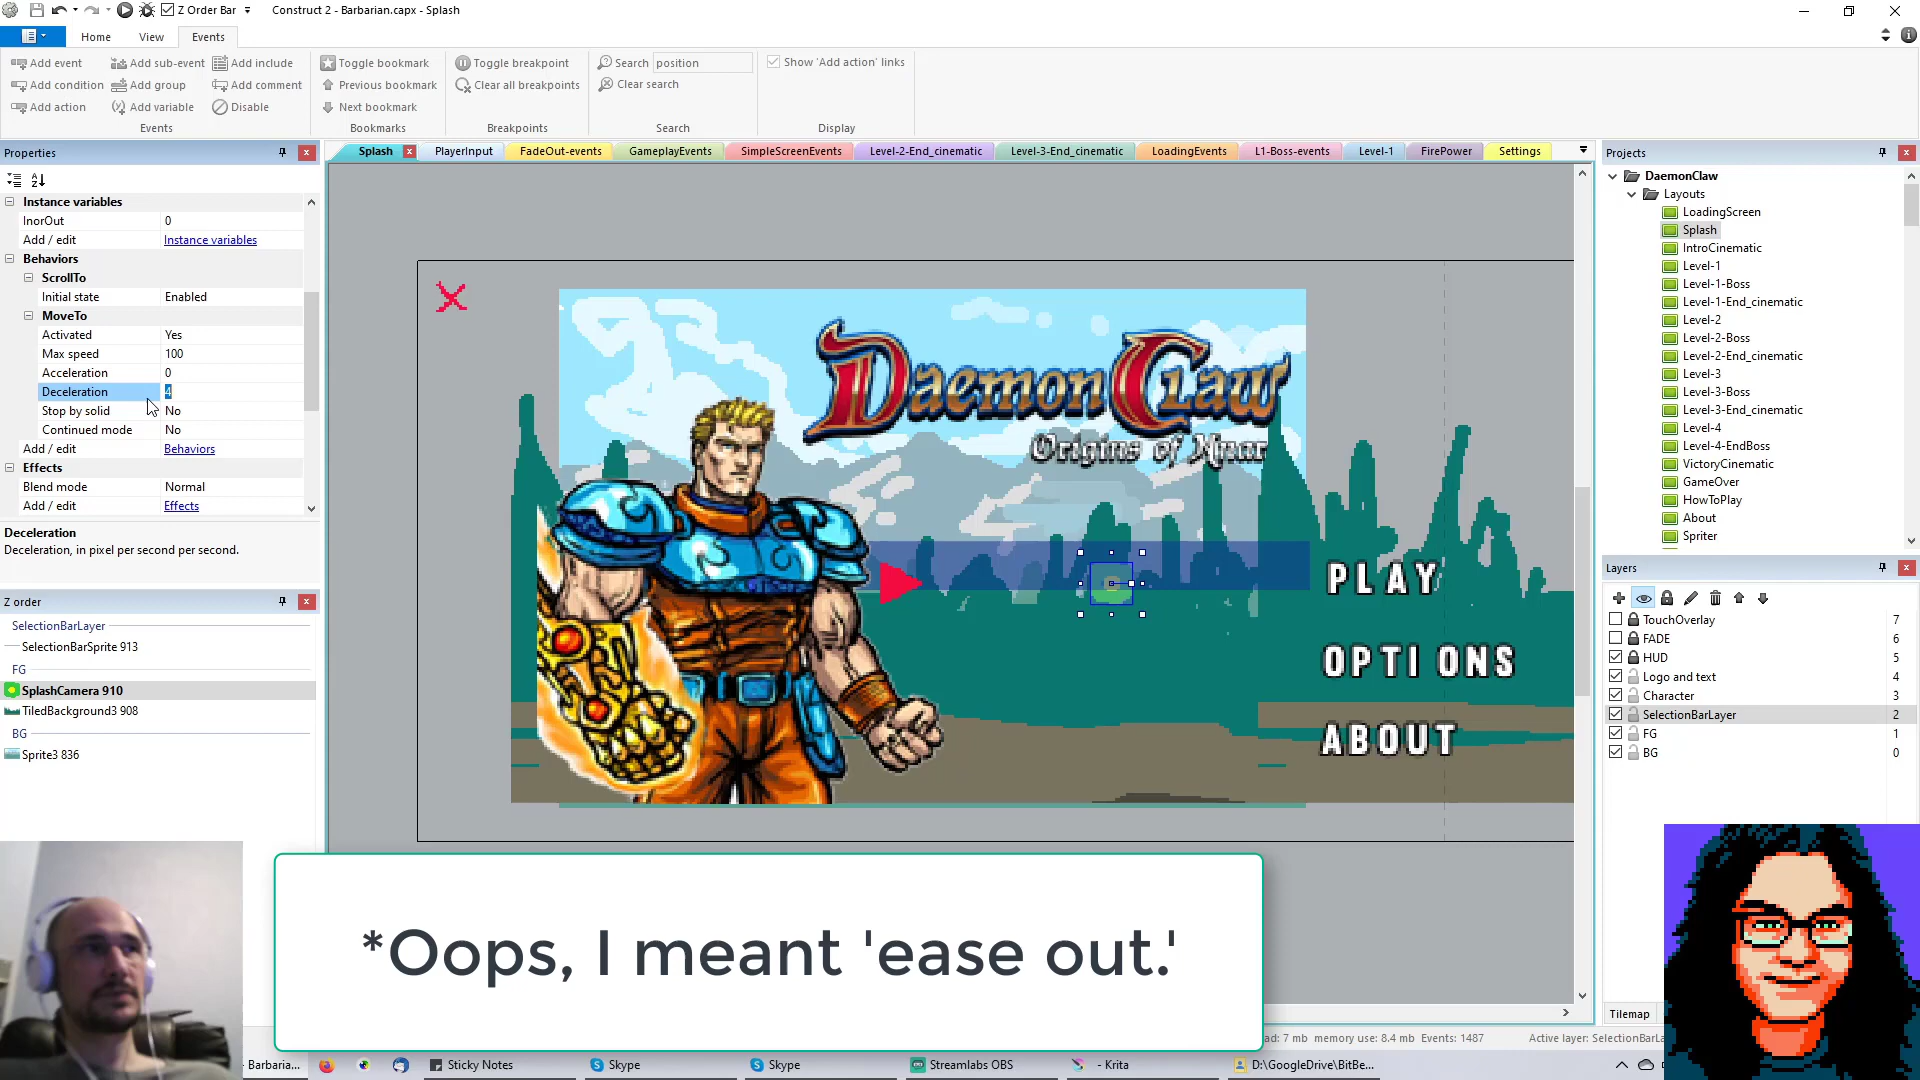 Z Order Bar
Construct 2 - Barbarian.capx - Splash
Home
View
Events
Add event
Add sub-event
Add include
Add condition
Add group
Add comment
Add action
Add variable
Disable
Events
Toggle bookmark
Previous bookmark
Next bookmark
Bookmarks
Toggle breakpoint
Clear all breakpoints
Breakpoints
Search
position
Clear search
Search
Show 'Add action' links
Display
Properties
Instance variables
InorOut 0
Add / edit Instance variables
Behaviors
ScrollTo
Initial state Enabled
MoveTo
Activated Yes
Max speed 100
Acceleration 0
Deceleration 4
Stop by solid No
Continued mode No
Add / edit Behaviors
Effects
Blend mode Normal
Add / edit Effects
Deceleration
Deceleration, in pixel per second per second.
Z order
SelectionBarLayer
SelectionBarSprite 913
FG
SplashCamera 910
TiledBackground3 908
BG
Sprite3 836
Splash
PlayerInput
FadeOut-events
GameplayEvents
SimpleScreenEvents
Level-2-End_cinematic
Level-3-End_cinematic
LoadingEvents
L1-Boss-events
Level-1
FirePower
Settings
DaemonClaw
Origins of Nnar
PLAY
OPTIONS
ABOUT
Projects
DaemonClaw
Layouts
LoadingScreen
Splash
IntroCinematic
Level-1
Level-1-Boss
Level-1-End_cinematic
Level-2
Level-2-Boss
Level-2-End_cinematic
Level-3
Level-3-Boss
Level-3-End_cinematic
Level-4
Level-4-EndBoss
VictoryCinematic
GameOver
HowToPlay
About
Spriter
Layers
TouchOverlay 7
FADE 6
HUD 5
Logo and text 4
Character 3
SelectionBarLayer 2
FG 1
BG 0
Tilemap
*Oops, I meant 'ease out.'
ad: 7 mb memory use: 8.4 mb Events: 1487
Active layer: SelectionBarLa
Barbarian...
Sticky Notes
Skype
Skype
Streamlabs OBS
- Krita
D:\GoogleDrive\BitBe...